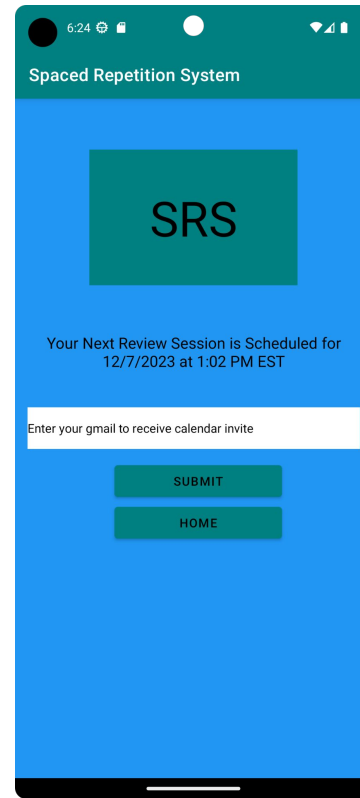 6:24
Spaced Repetition System
SRS
Your Next Review Session is Scheduled for
12/7/2023 at 1:02 PM EST
Enter your gmail to receive calendar invite
SUBMIT
HOME